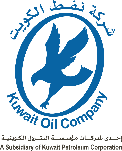 شركة نفط الكويت
Kuwait Oil Company
إحدى شركات مؤسسة البترول الكويتية
A Subsidiary of Kuwait Petroleum Corporation